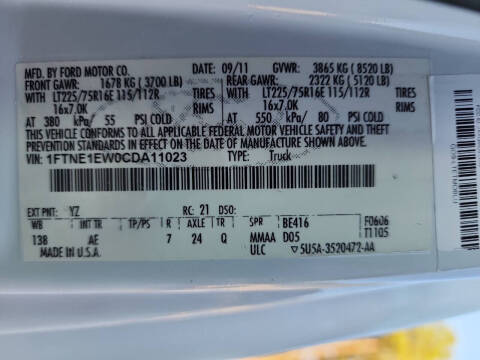 MFD. BY FORD MOTOR CO.
DATE: 09/11 GVWR: 3865 KG ( 8520 LB)
FRONT GAWR: 1678 KG ( 3700 LB) REAR GAWR: 2322 KG ( 5120 LB)
WITH LT225/75R16E 115/112R TIRES WITH LT225/75R16E 115/112R TIRES
16x7.0K RIMS 16x7.0K RIMS
AT 380 kPa/ 55 PSI COLD AT 550 kPa/ 80 PSI COLD
THIS VEHICLE CONFORMS TO ALL APPLICABLE FEDERAL MOTOR VEHICLE SAFETY
STANDARDS IN EFFECT ON THE DATE OF MANUFACTURE SHOWN ABOVE.
VIN: 1FTNE1EW0CDA11023 TYPE: Truck
EXT PNT: YZ RC: 21 DSO:
WB INT TR TP/PS R AXLE TR SPR BE416 F0606
138 AE 7 24 Q MMAA D05 T1105
MADE IN U.S.A. ULC 5U5A-3520472-AA